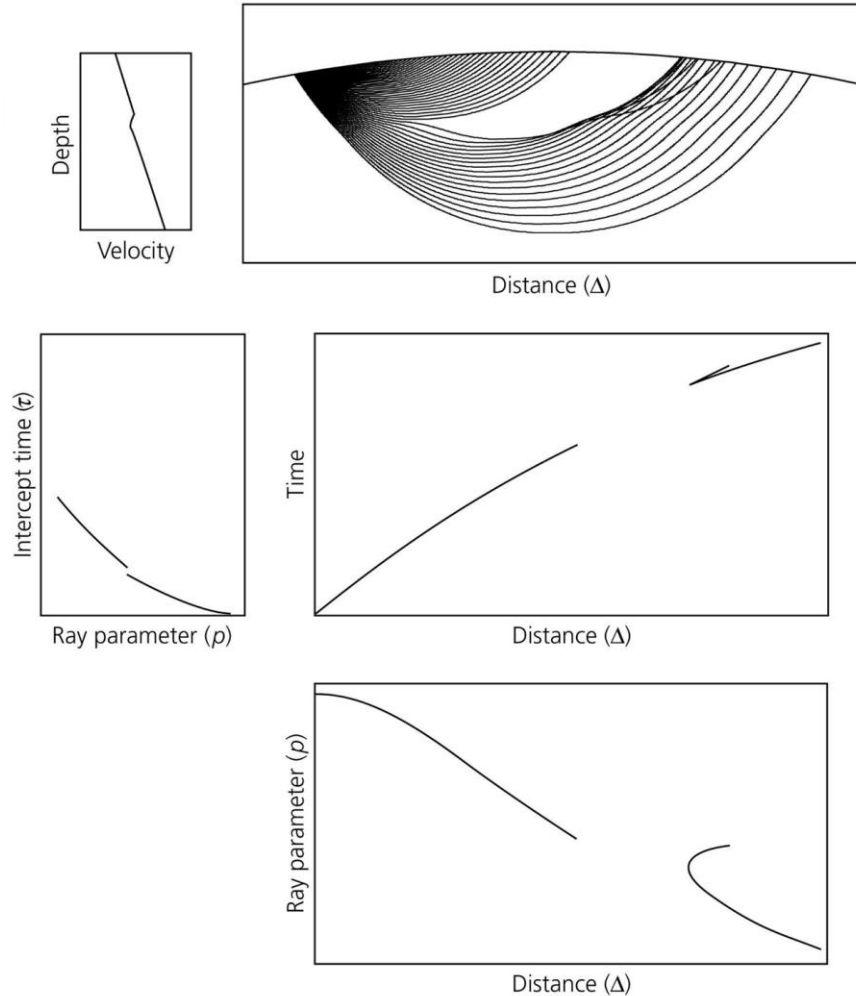 Depth
Velocity
Distance (Δ)
Intercept time (τ)
Ray parameter (p)
Time
Distance (Δ)
Ray parameter (p)
Distance (Δ)